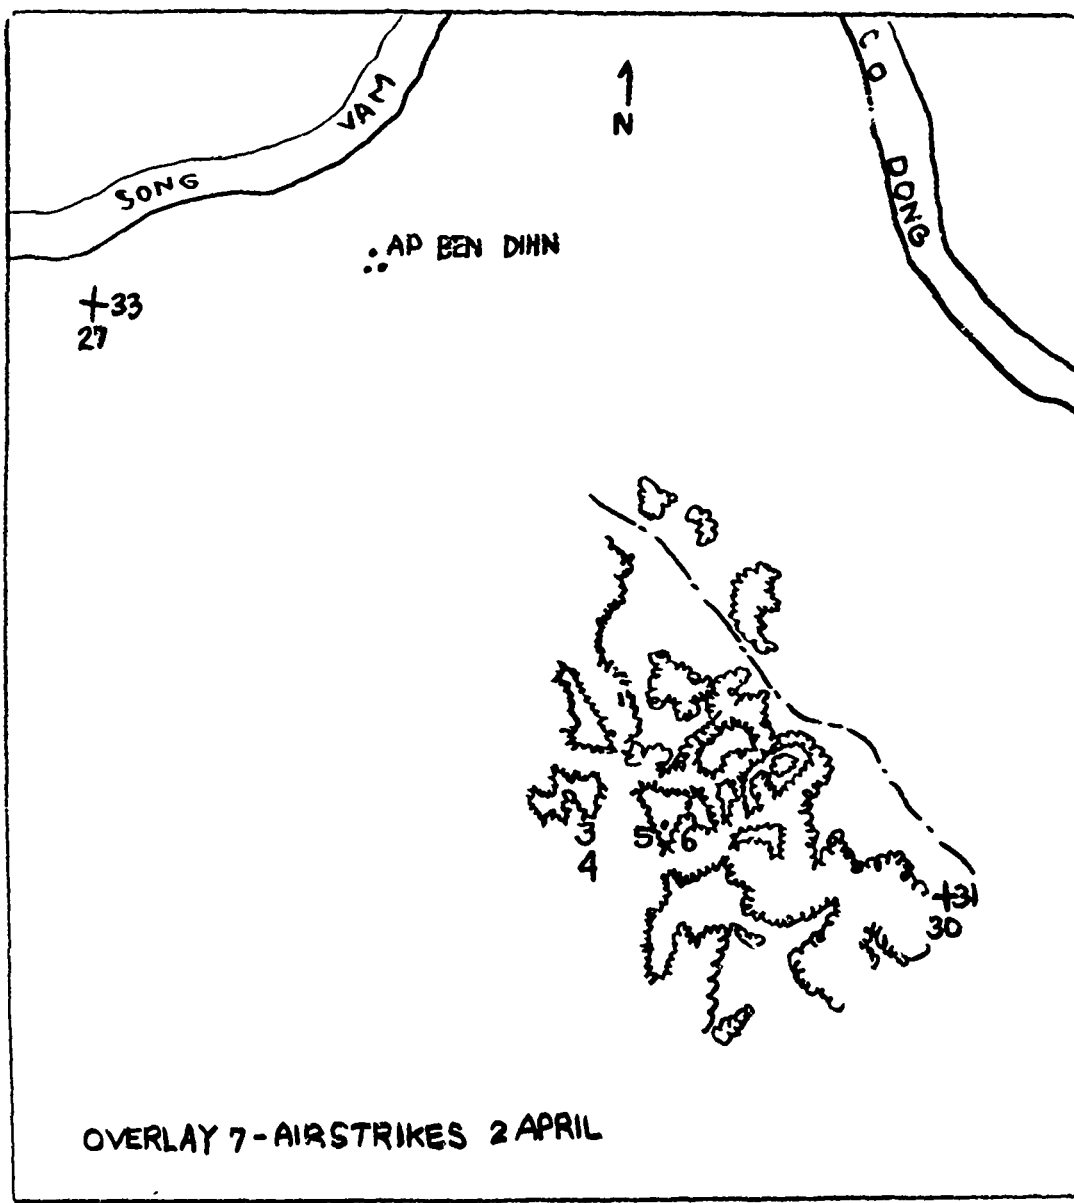 CO
DONG
VAM
SONG
N
AP BEN DIHN
+33
27
3
4
5
6
+31
30
OVERLAY 7 - AIRSTRIKES 2 APRIL